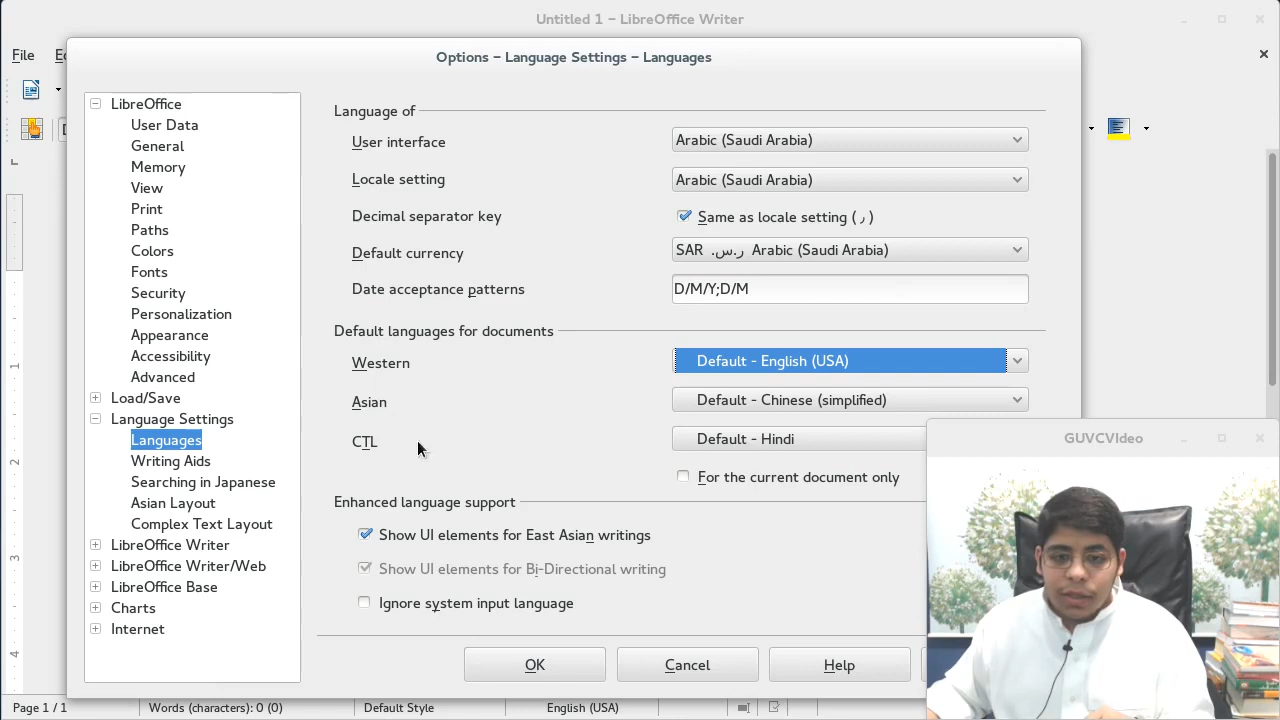 Untitled 1 – LibreOffice Writer
File
Options – Language Settings – Languages
LibreOffice
User Data
General
Memory
View
Print
Paths
Colors
Fonts
Security
Personalization
Appearance
Accessibility
Advanced
Load/Save
Language Settings
Languages
Writing Aids
Searching in Japanese
Asian Layout
Complex Text Layout
LibreOffice Writer
LibreOffice Writer/Web
LibreOffice Base
Charts
Internet
Language of
User interface Arabic (Saudi Arabia)
Locale setting Arabic (Saudi Arabia)
Decimal separator key Same as locale setting ( ٫ )
Default currency SAR ر.س.‏ Arabic (Saudi Arabia)
Date acceptance patterns D/M/Y;D/M
Default languages for documents
Western Default - English (USA)
Asian Default - Chinese (simplified)
CTL Default - Hindi
For the current document only
Enhanced language support
Show UI elements for East Asian writings
Show UI elements for Bi-Directional writing
Ignore system input language
OK Cancel Help
GUVCVIdeo
1
2
3
4
Page 1 / 1 Words (characters): 0 (0) Default Style English (USA)